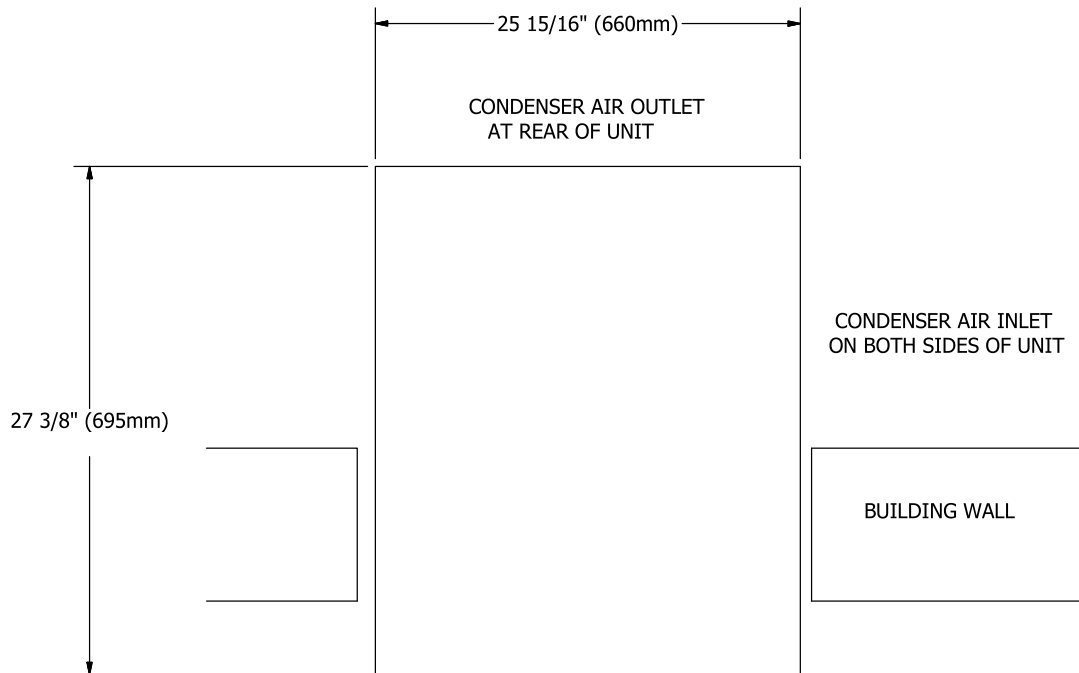 25 15/16" (660mm)
CONDENSER AIR OUTLET
AT REAR OF UNIT
CONDENSER AIR INLET
ON BOTH SIDES OF UNIT
27 3/8" (695mm)
BUILDING WALL